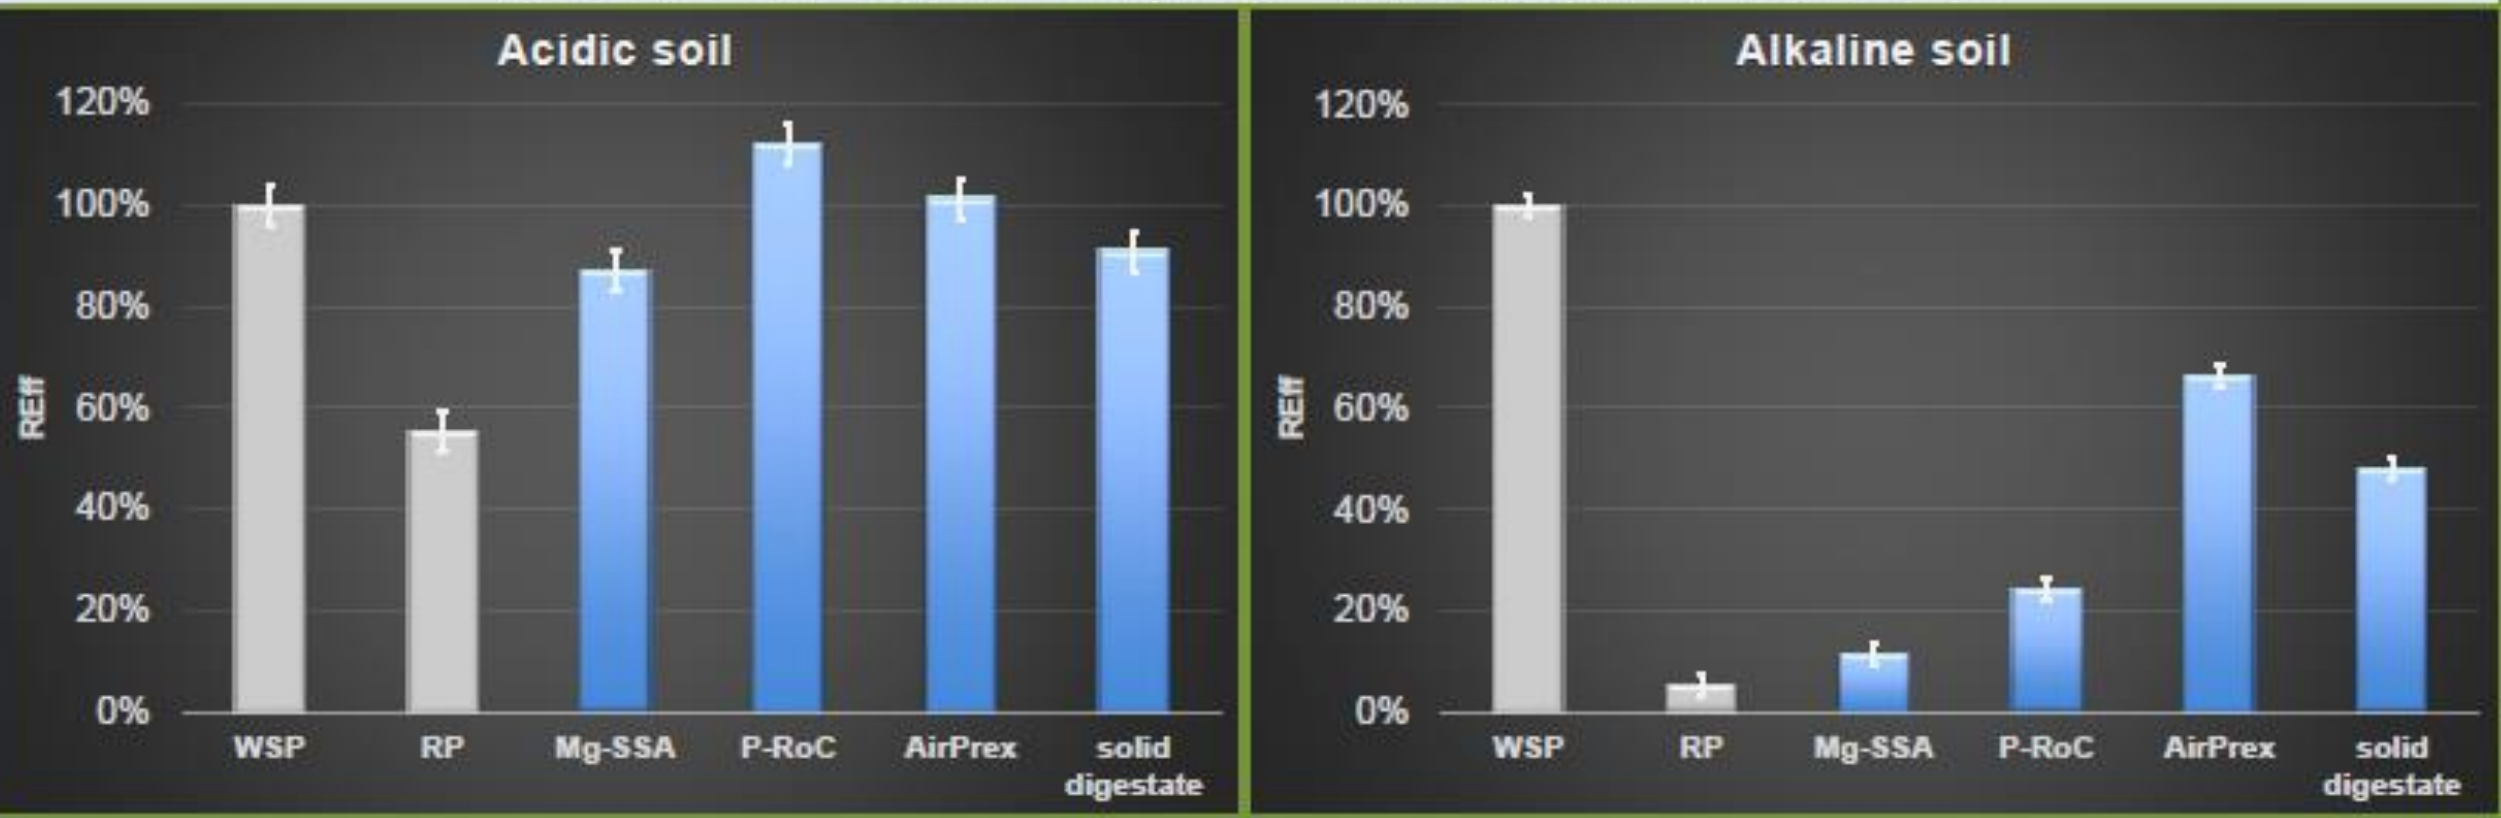 Acidic soil
120%
100%
80%
60%
40%
20%
0%
REff
WSP
RP
Mg-SSA
P-RoC
AirPrex
solid
digestate
Alkaline soil
120%
100%
80%
60%
40%
20%
0%
REff
WSP
RP
Mg-SSA
P-RoC
AirPrex
solid
digestate